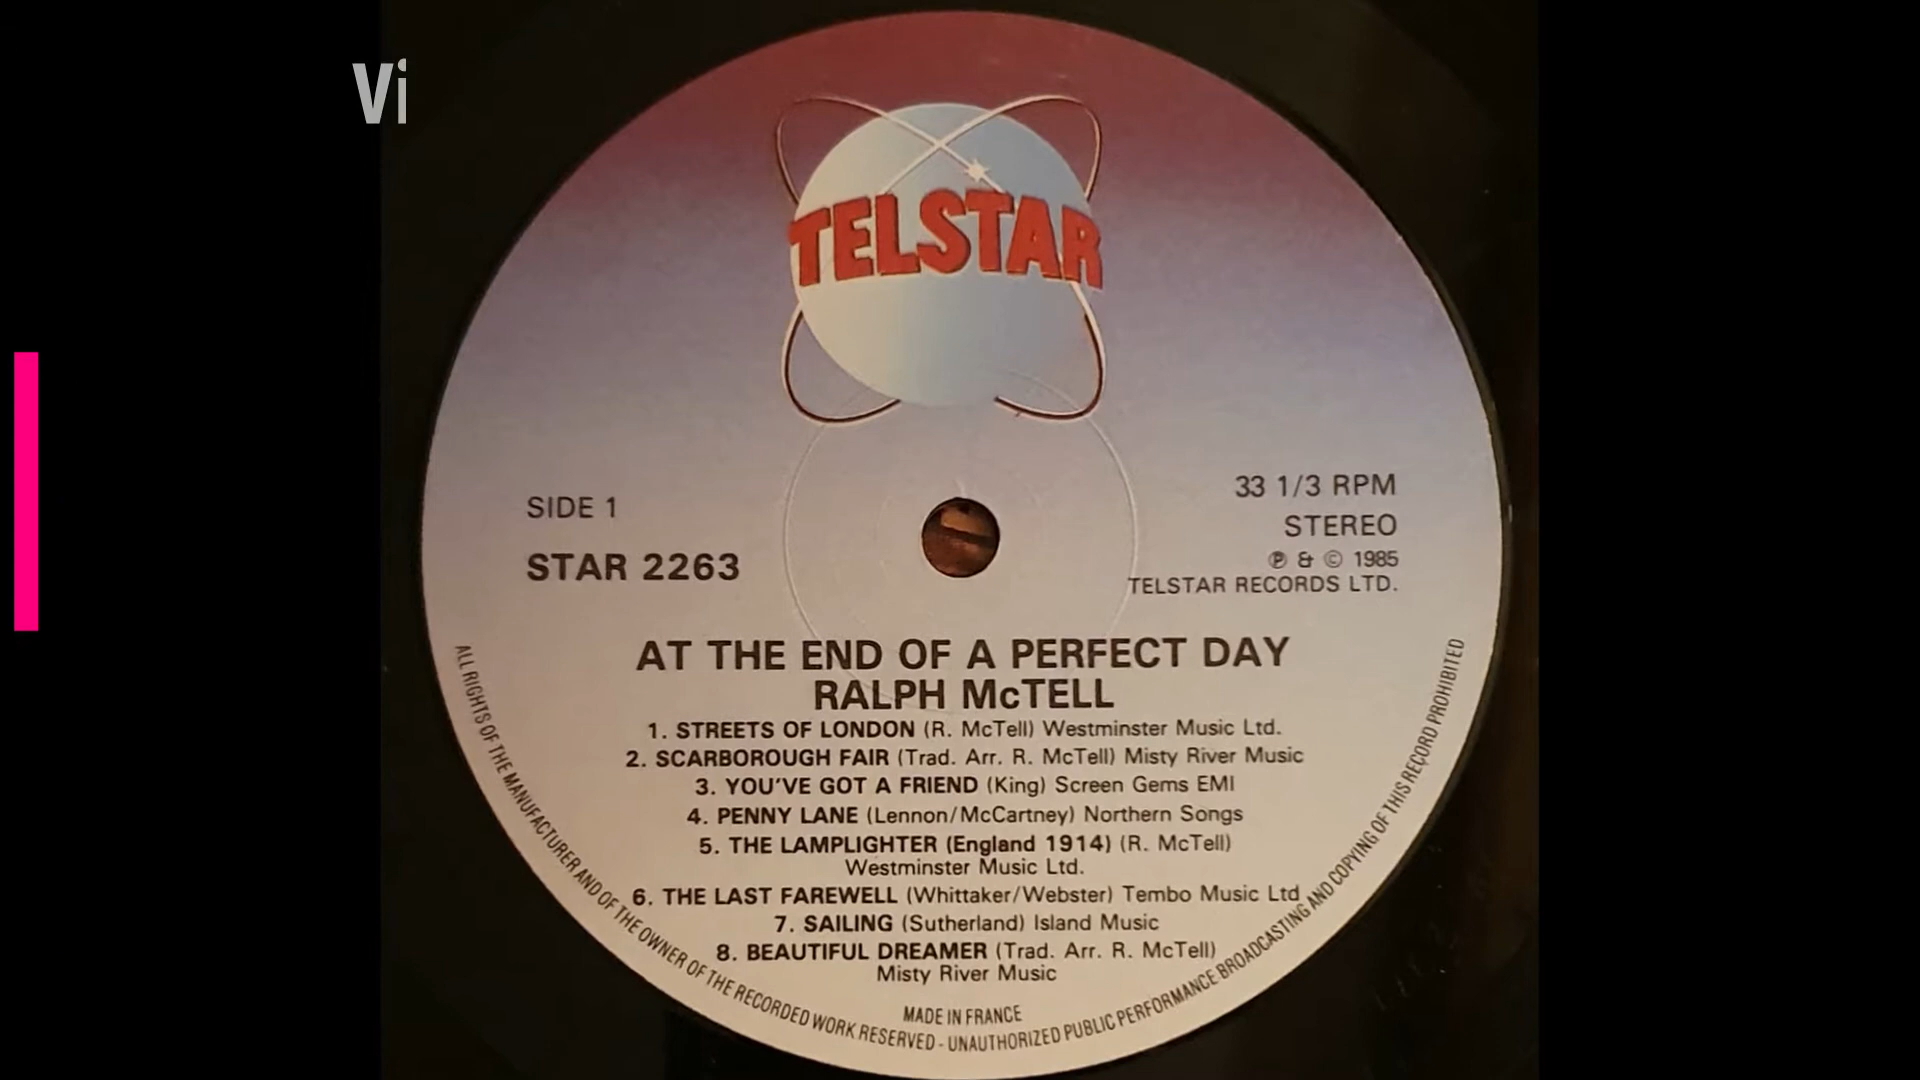 Vi
TELSTAR
SIDE 1
STAR 2263
33 1/3 RPM
STEREO
℗ & © 1985
TELSTAR RECORDS LTD.
AT THE END OF A PERFECT DAY
RALPH McTELL
1. STREETS OF LONDON (R. McTell) Westminster Music Ltd.
2. SCARBOROUGH FAIR (Trad. Arr. R. McTell) Misty River Music
3. YOU'VE GOT A FRIEND (King) Screen Gems EMI
4. PENNY LANE (Lennon/McCartney) Northern Songs
5. THE LAMPLIGHTER (England 1914) (R. McTell)
Westminster Music Ltd.
6. THE LAST FAREWELL (Whittaker/Webster) Tembo Music Ltd
7. SAILING (Sutherland) Island Music
8. BEAUTIFUL DREAMER (Trad. Arr. R. McTell)
Misty River Music
MADE IN FRANCE
ALL RIGHTS OF THE MANUFACTURER AND OF THE OWNER OF THE RECORDED WORK RESERVED - UNAUTHORIZED PUBLIC PERFORMANCE BROADCASTING AND COPYING OF THIS RECORD PROHIBITED